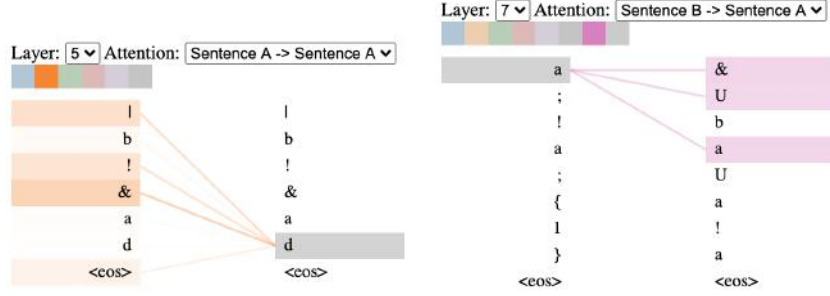 Layer: 5 Attention: Sentence A -> Sentence A
| |
b b
! !
& &
a a
d d
<eos> <eos>
Layer: 7 Attention: Sentence B -> Sentence A
a &
; U
! b
a a
; U
{ a
1 !
} a
<eos> <eos>